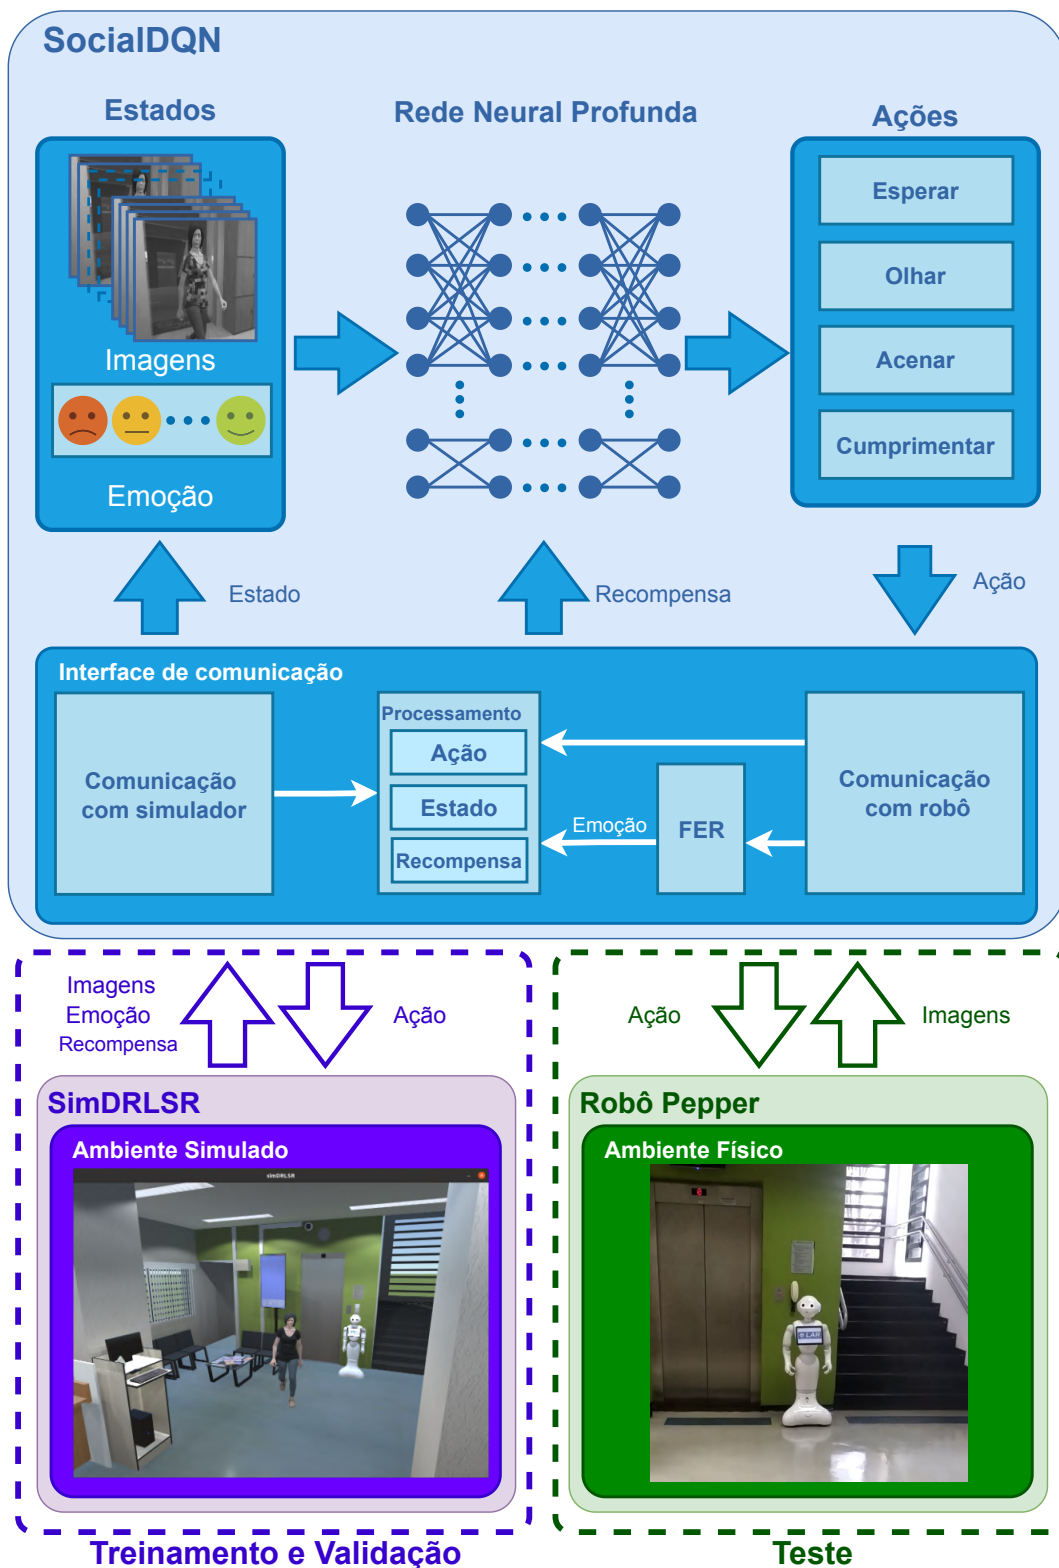 SocialDQN
Estados
Rede Neural Profunda
Ações
Imagens
Emoção
Esperar
Olhar
Acenar
Cumprimentar
Estado
Recompensa
Ação
Interface de comunicação
Comunicação
com simulador
Processamento
Ação
Estado
Recompensa
Emoção
FER
Comunicação
com robô
Imagens
Emoção
Recompensa
Ação
Ação
Imagens
SimDRLSR
Ambiente Simulado
simDRLSR
Robô Pepper
Ambiente Físico
LAR
Treinamento e Validação
Teste